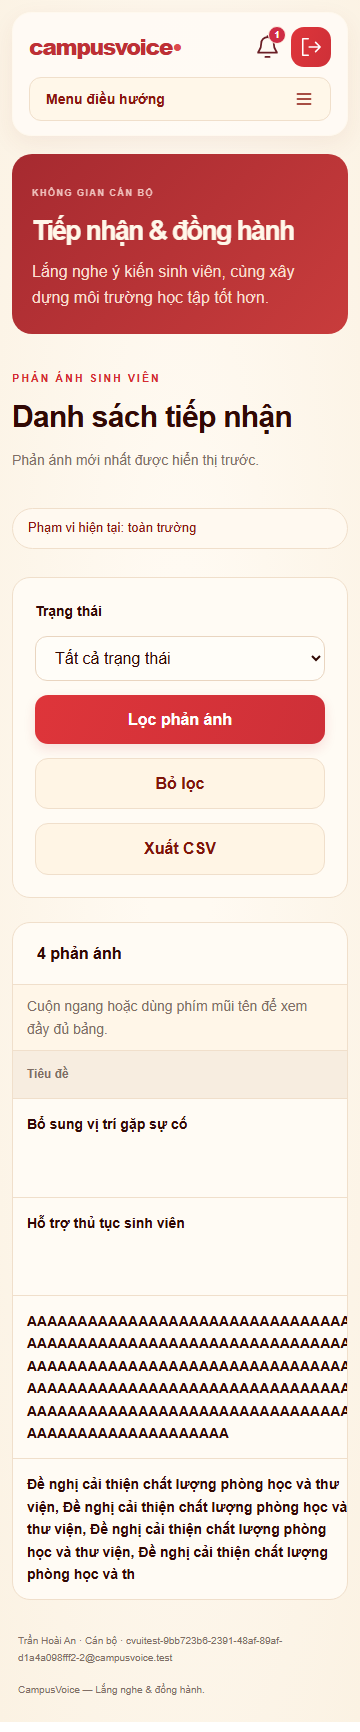 campusvoice
1
Menu điều hướng
KHÔNG GIAN CÁN BỘ
Tiếp nhận & đồng hành
Lắng nghe ý kiến sinh viên, cùng xây
dựng môi trường học tập tốt hơn.
PHẢN ÁNH SINH VIÊN
Danh sách tiếp nhận
Phản ánh mới nhất được hiển thị trước.
Phạm vi hiện tại: toàn trường
Trạng thái
Tất cả trạng thái
Lọc phản ánh
Bỏ lọc
Xuất CSV
4 phản ánh
Cuộn ngang hoặc dùng phím mũi tên để xem
đầy đủ bảng.
Tiêu đề
Bổ sung vị trí gặp sự cố
Hỗ trợ thủ tục sinh viên
AAAAAAAAAAAAAAAAAAAAAAAAAAAAAAAAAAAAAA
AAAAAAAAAAAAAAAAAAAAAAAAAAAAAAAAAAAAAA
AAAAAAAAAAAAAAAAAAAAAAAAAAAAAAAAAAAAAA
AAAAAAAAAAAAAAAAAAAAAAAAAAAAAAAAAAAAAA
AAAAAAAAAAAAAAAAAAAAAAAAAAAAAAAAAAAAAA
AAAAAAAAAAAAAAAAAAAAAAAA
Đề nghị cải thiện chất lượng phòng học và thư
viện, Đề nghị cải thiện chất lượng phòng học và
thư viện, Đề nghị cải thiện chất lượng phòng
học và thư viện, Đề nghị cải thiện chất lượng
phòng học và th
Trần Hoài An · Cán bộ · cvuitest-9bb723b6-2391-48af-89af-
d1a4a098fff2-2@campusvoice.test
CampusVoice — Lắng nghe & đồng hành.